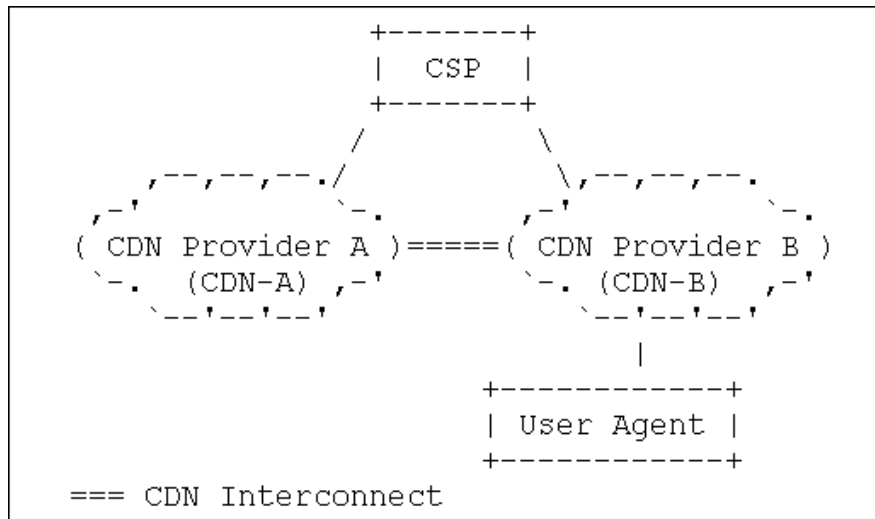 +-------+
|  CSP  |
+-------+
/ \
,--,--,--./ \,--,--,--.
,-' `-. ,-' `-.
( CDN Provider A )=====( CDN Provider B )
`-. (CDN-A) ,-' `-. (CDN-B) ,-'
`--'--'--' `--'--'--'
|
+------------+
| User Agent |
+------------+
=== CDN Interconnect